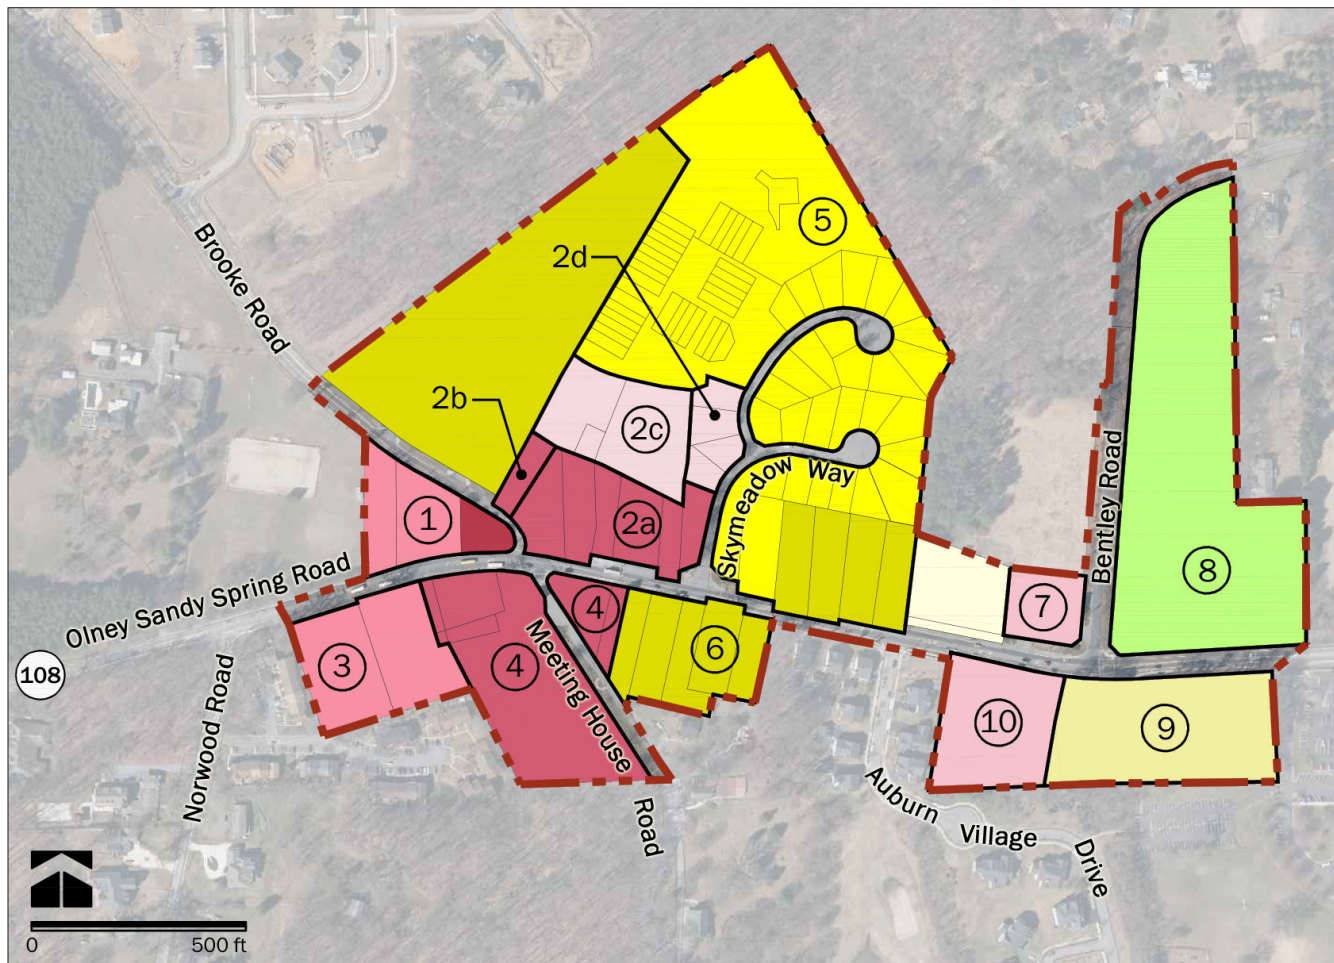 5
2d
Brooke Road
2b
2c
1
2a
Skymeadow Way
Bentley Road
8
Olney Sandy Spring Road
4
7
108
3
4
Meeting House Road
6
Norwood Road
10
9
Auburn Village Drive
0 500 ft